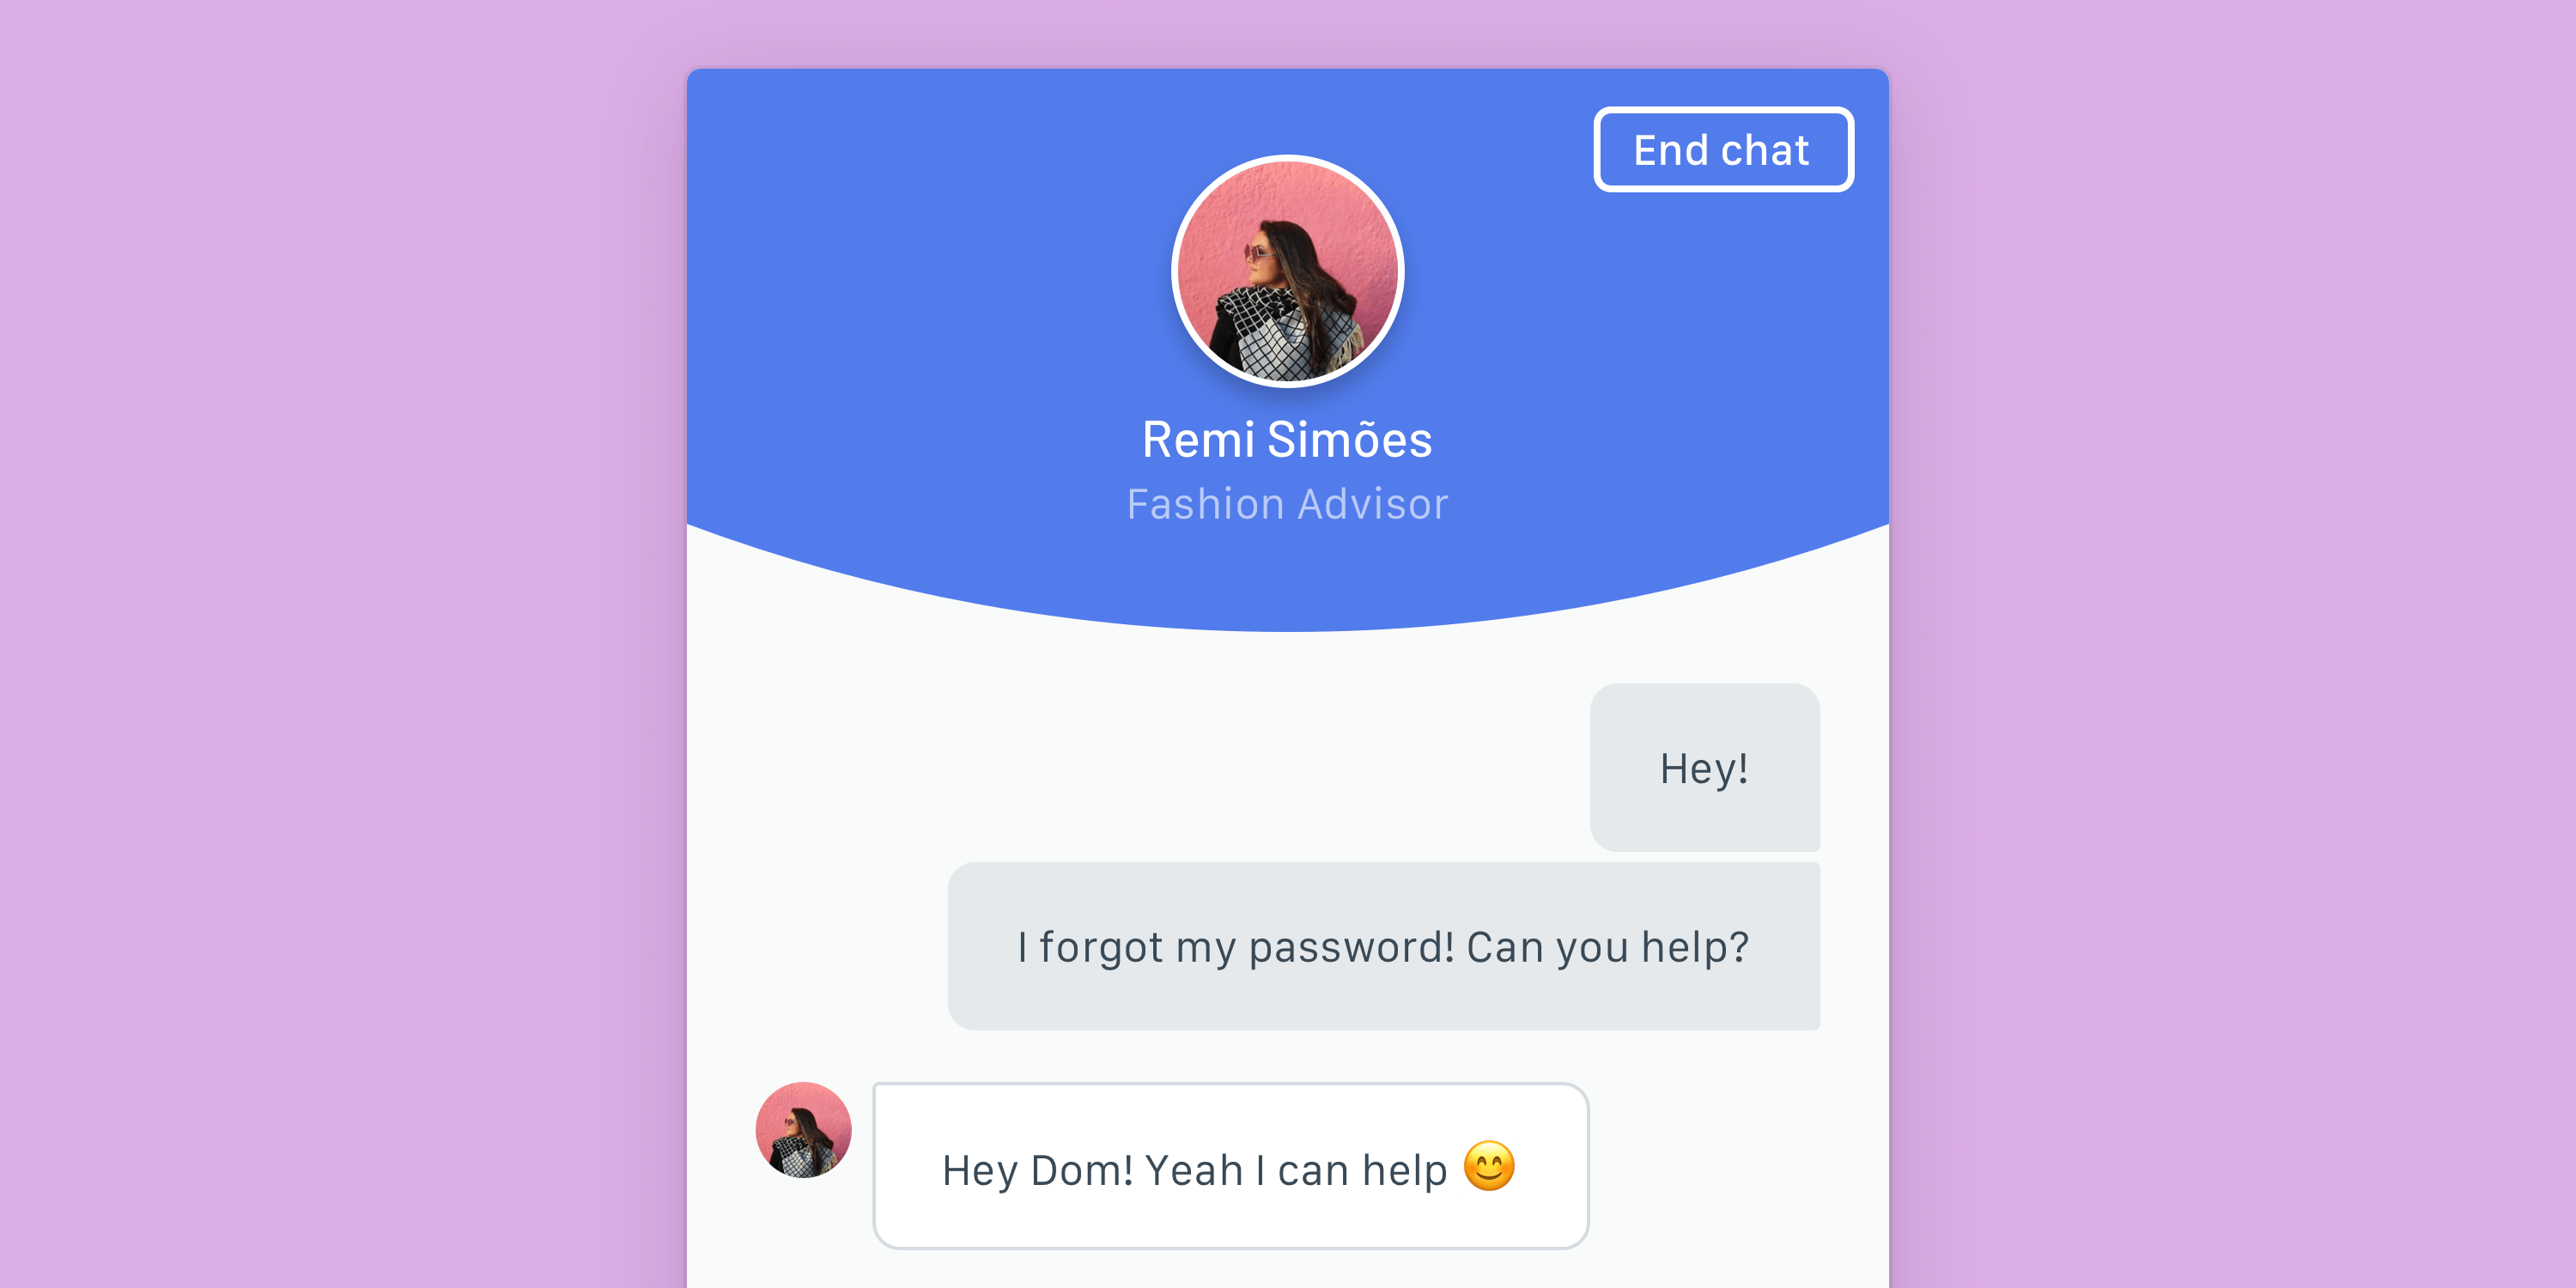 End chat
Remi Simões
Fashion Advisor
Hey!
I forgot my password! Can you help?
Hey Dom! Yeah I can help 😊